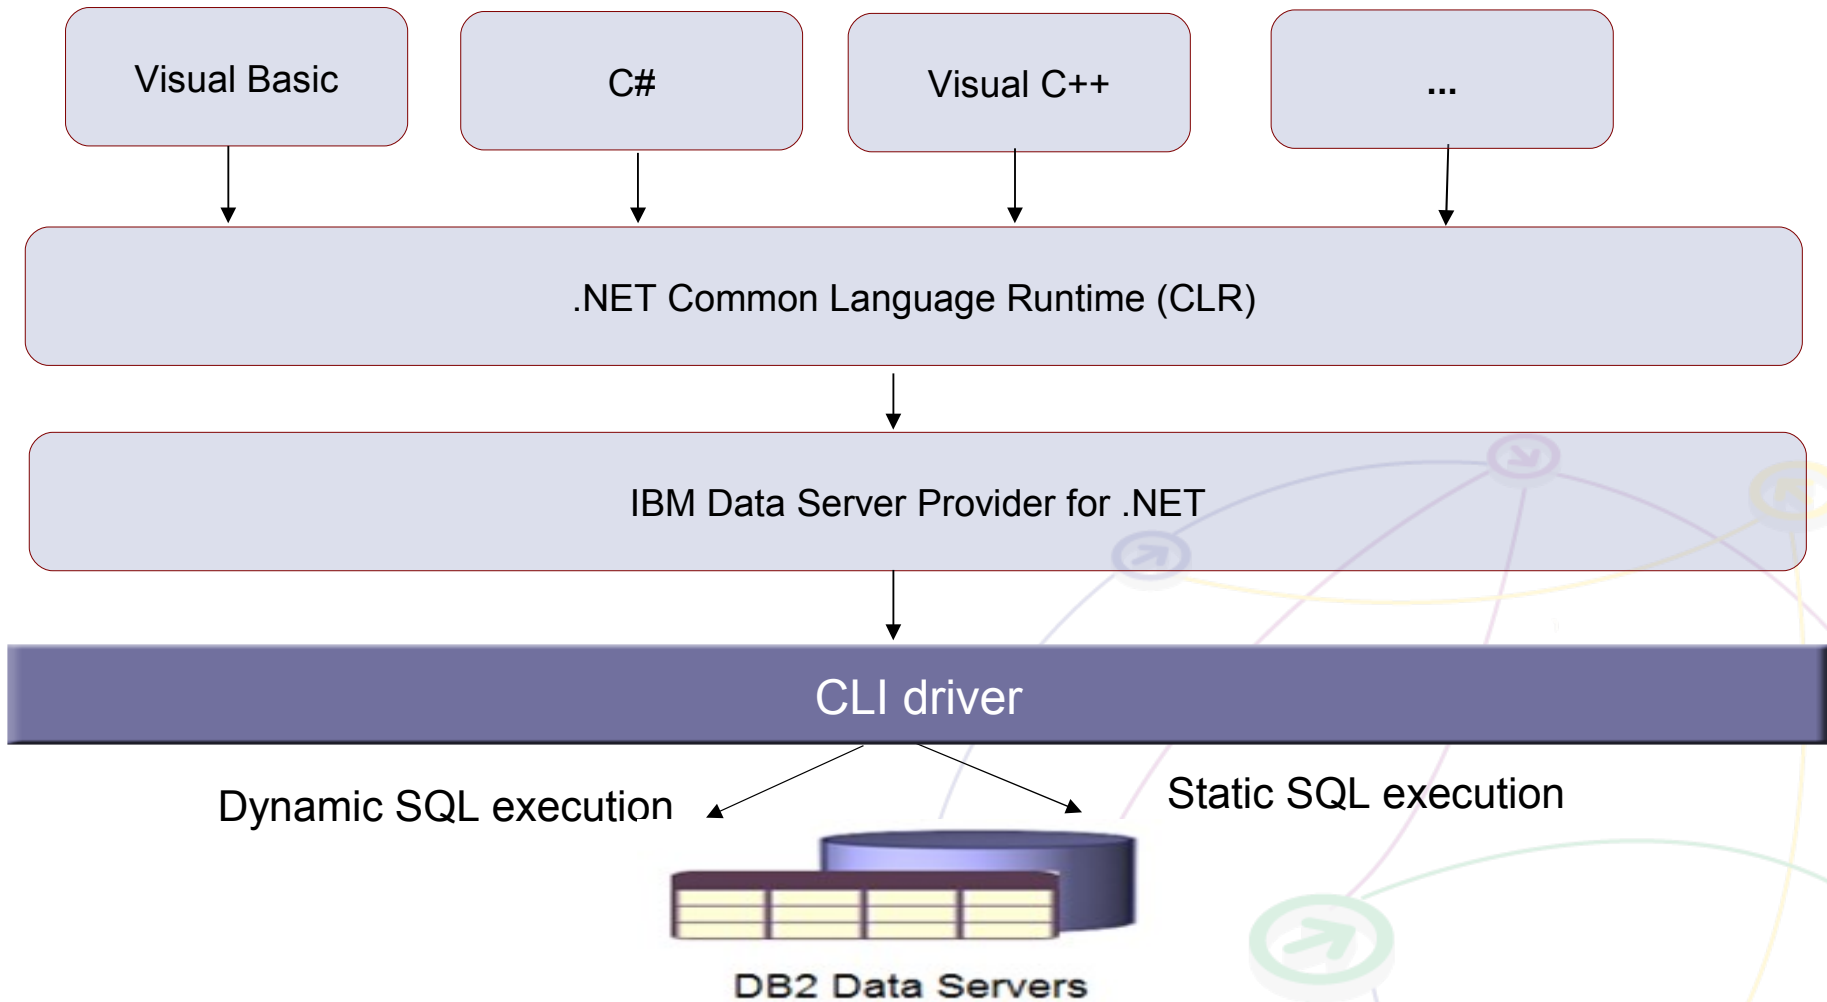 Visual Basic
C#
Visual C++
...
.NET Common Language Runtime (CLR)
IBM Data Server Provider for .NET
CLI driver
Dynamic SQL execution
Static SQL execution
DB2 Data Servers